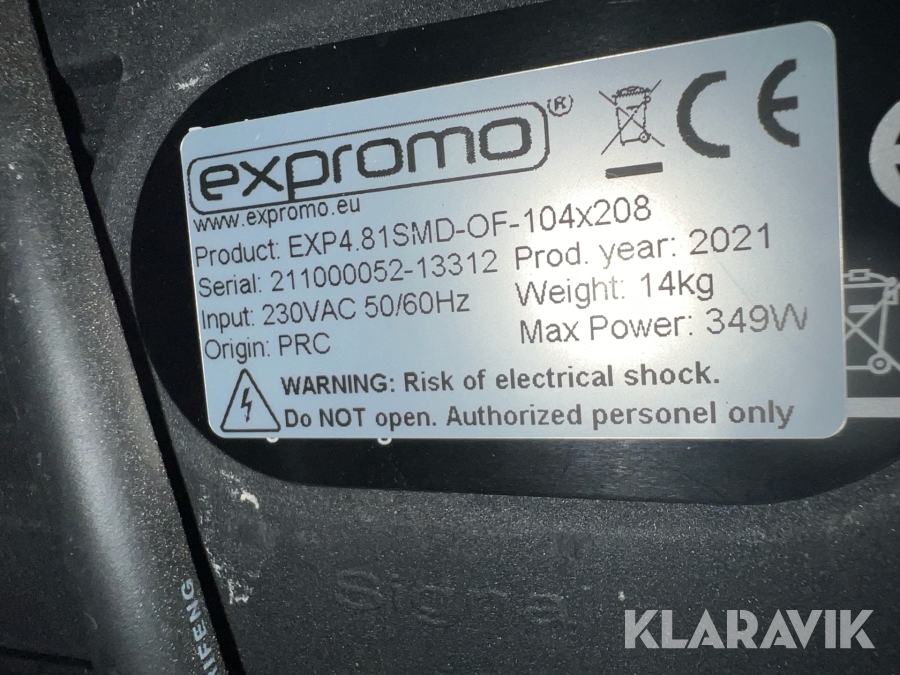 expromo®
www.expromo.eu
Product: EXP4.81SMD-OF-104x208
Serial: 211000052-13312
Prod. year: 2021
Input: 230VAC 50/60Hz
Weight: 14kg
Origin: PRC
Max Power: 349W
WARNING: Risk of electrical shock.
Do NOT open. Authorized personel only
CE
KLARAVIK